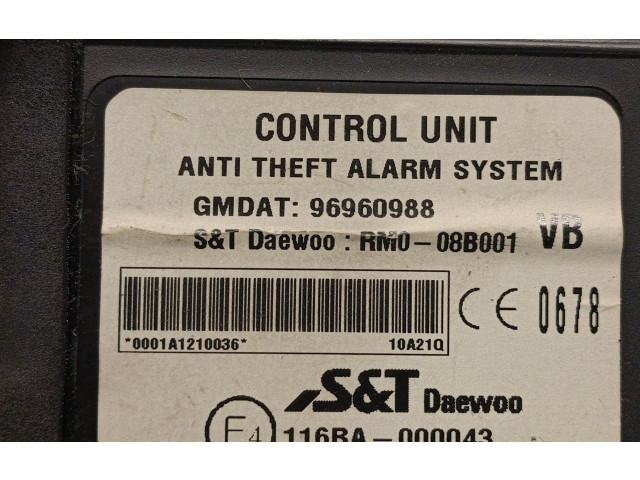 CONTROL UNIT
ANTI THEFT ALARM SYSTEM
GMDAT: 96960988
S&T Daewoo : RM0-08B001 VB
CE 0678
*0001A1210036* 10A21Q
S&T Daewoo
E4 116RA-000043